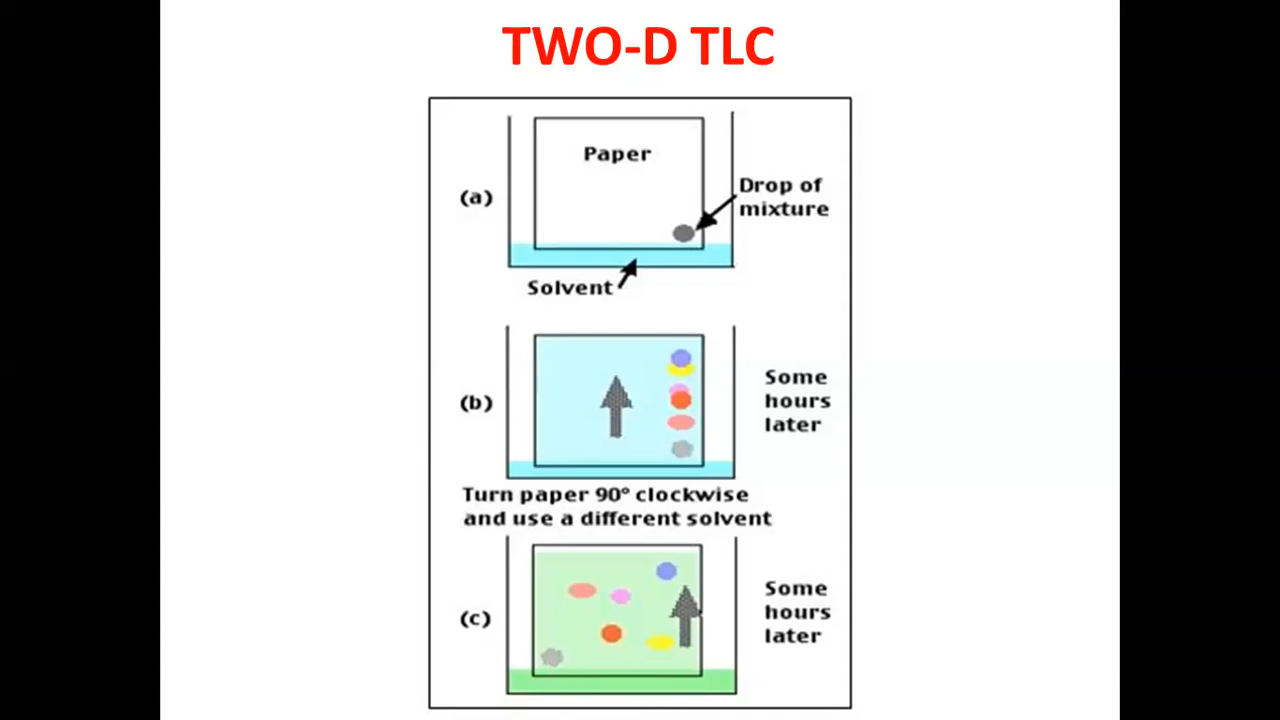 TWO-D TLC
Paper
(a)
Drop of
mixture
Solvent
(b)
Some
hours
later
Turn paper 90° clockwise
and use a different solvent
(c)
Some
hours
later